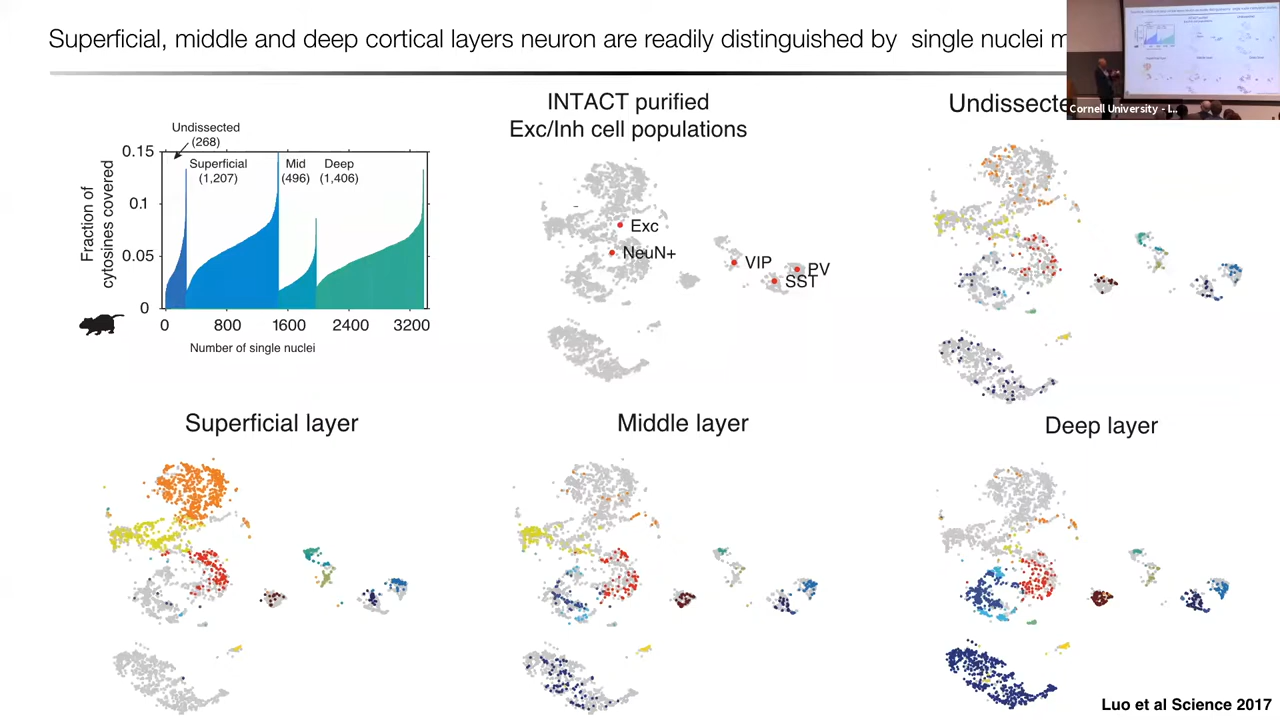 Superficial, middle and deep cortical layers neuron are readily distinguished by single nuclei m
Cornell University - I...
Undissected
(268)
0.15
0.1
0.05
0
Fraction of
cytosines covered
Superficial
(1,207)
Mid
(496)
Deep
(1,406)
0
800
1600
2400
3200
Number of single nuclei
INTACT purified
Exc/Inh cell populations
Exc
NeuN+
VIP
PV
SST
Undissecte
Superficial layer
Middle layer
Deep layer
Luo et al Science 2017